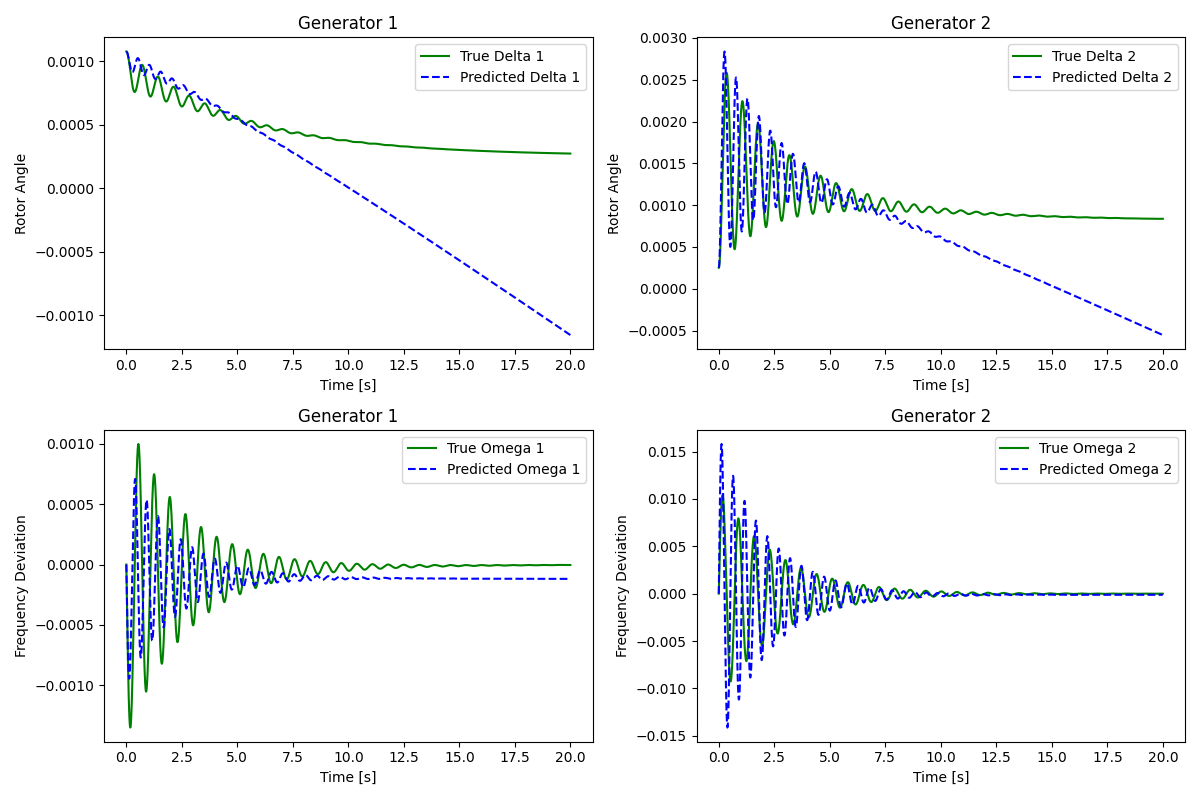 Generator 1
True Delta 1
Predicted Delta 1
Rotor Angle
0.0010
0.0005
0.0000
−0.0005
−0.0010
0.0 2.5 5.0 7.5 10.0 12.5 15.0 17.5 20.0
Time [s]
Generator 2
True Delta 2
Predicted Delta 2
Rotor Angle
0.0030
0.0025
0.0020
0.0015
0.0010
0.0005
0.0000
−0.0005
0.0 2.5 5.0 7.5 10.0 12.5 15.0 17.5 20.0
Time [s]
Generator 1
True Omega 1
Predicted Omega 1
Frequency Deviation
0.0010
0.0005
0.0000
−0.0005
−0.0010
0.0 2.5 5.0 7.5 10.0 12.5 15.0 17.5 20.0
Time [s]
Generator 2
True Omega 2
Predicted Omega 2
Frequency Deviation
0.015
0.010
0.005
0.000
−0.005
−0.010
−0.015
0.0 2.5 5.0 7.5 10.0 12.5 15.0 17.5 20.0
Time [s]